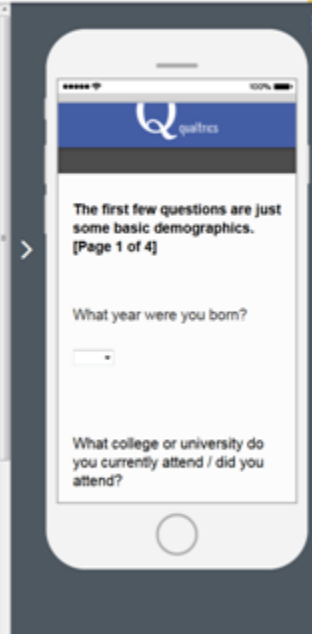 100%
Q
qualtrics
The first few questions are just
some basic demographics.
[Page 1 of 4]
What year were you born?
What college or university do
you currently attend / did you
attend?